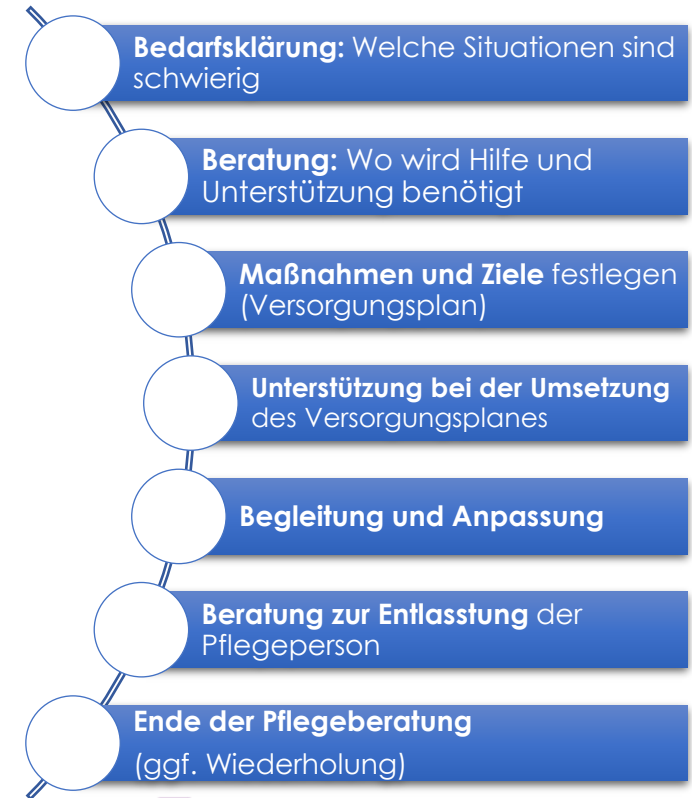 Bedarfsklärung: Welche Situationen sind
schwierig
Beratung: Wo wird Hilfe und
Unterstützung benötigt
Maßnahmen und Ziele festlegen
(Versorgungsplan)
Unterstützung bei der Umsetzung
des Versorgungsplanes
Begleitung und Anpassung
Beratung zur Entlasstung der
Pflegeperson
Ende der Pflegeberatung
(ggf. Wiederholung)